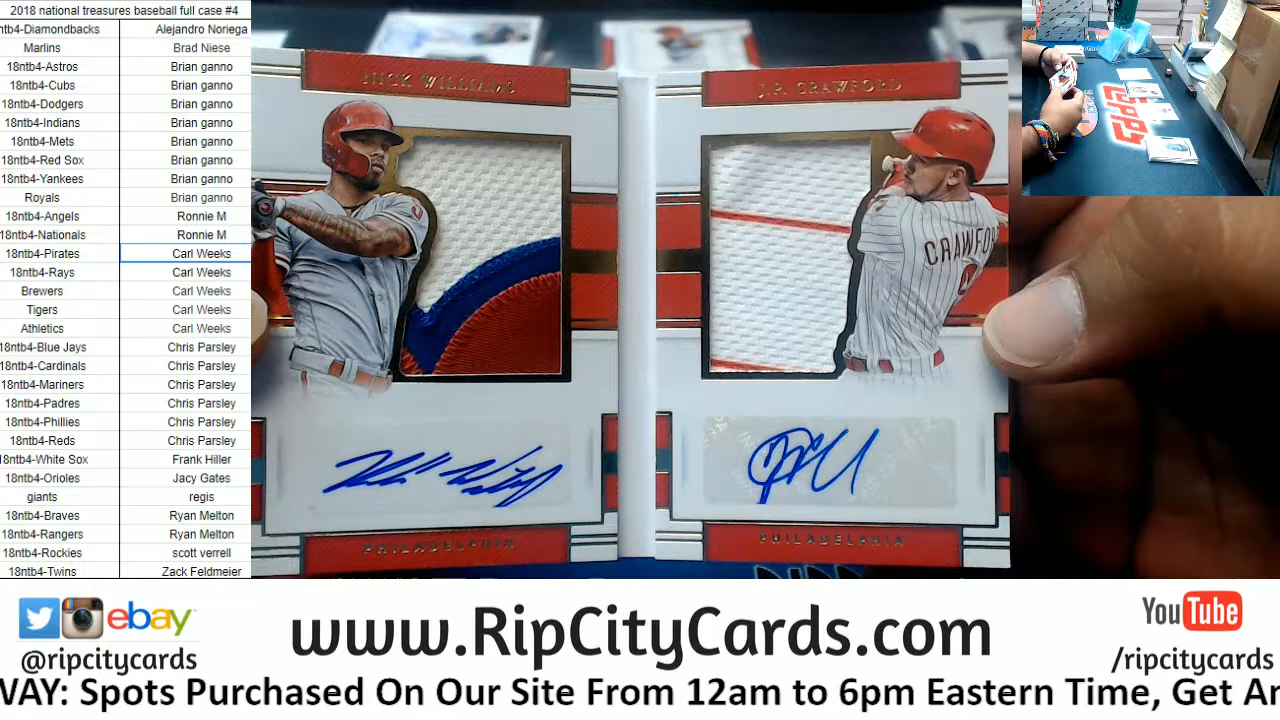 2018 national treasures baseball full case #4
ntb4-Diamondbacks Alejandro Noriega
Marlins Brad Niese
18ntb4-Astros Brian ganno
18ntb4-Cubs Brian ganno
18ntb4-Dodgers Brian ganno
18ntb4-Indians Brian ganno
18ntb4-Mets Brian ganno
18ntb4-Red Sox Brian ganno
18ntb4-Yankees Brian ganno
Royals Brian ganno
18ntb4-Angels Ronnie M
18ntb4-Nationals Ronnie M
18ntb4-Pirates Carl Weeks
18ntb4-Rays Carl Weeks
Brewers Carl Weeks
Tigers Carl Weeks
Athletics Carl Weeks
18ntb4-Blue Jays Chris Parsley
18ntb4-Cardinals Chris Parsley
18ntb4-Mariners Chris Parsley
18ntb4-Padres Chris Parsley
18ntb4-Phillies Chris Parsley
18ntb4-Reds Chris Parsley
18ntb4-White Sox Frank Hiller
18ntb4-Orioles Jacy Gates
giants regis
18ntb4-Braves Ryan Melton
18ntb4-Rangers Ryan Melton
18ntb4-Rockies scott verrell
18ntb4-Twins Zack Feldmeier
NICK WILLIAMS
J.P. CRAWFORD
CRAWFOR
PHILADELPHIA
PHILADELPHIA
topps
ebay
@ripcitycards
www.RipCityCards.com
YouTube
/ripcitycards
WAY: Spots Purchased On Our Site From 12am to 6pm Eastern Time, Get Ar